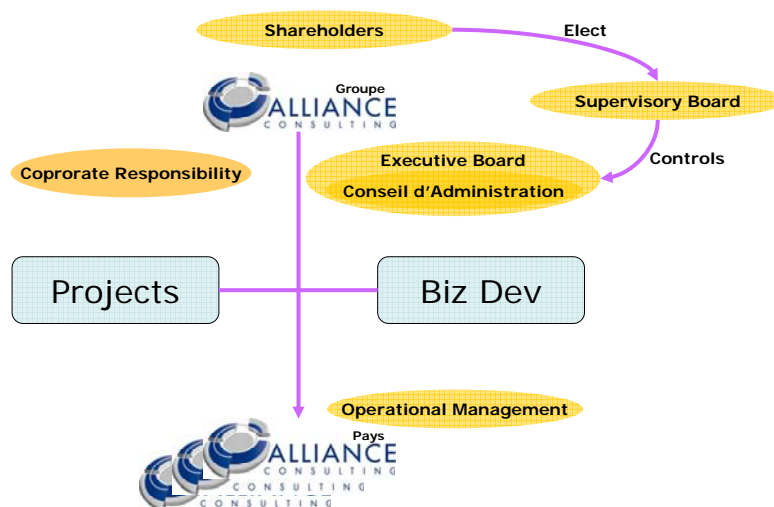 Shareholders
Elect
Groupe
ALLIANCE
CONSULTING
Supervisory Board
Executive Board
Controls
Coprorate Responsibility
Conseil d'Administration
Projects
Biz Dev
Operational Management
Pays
ALLIANCE
CONSULTING
CONSULTING
CONSULTING